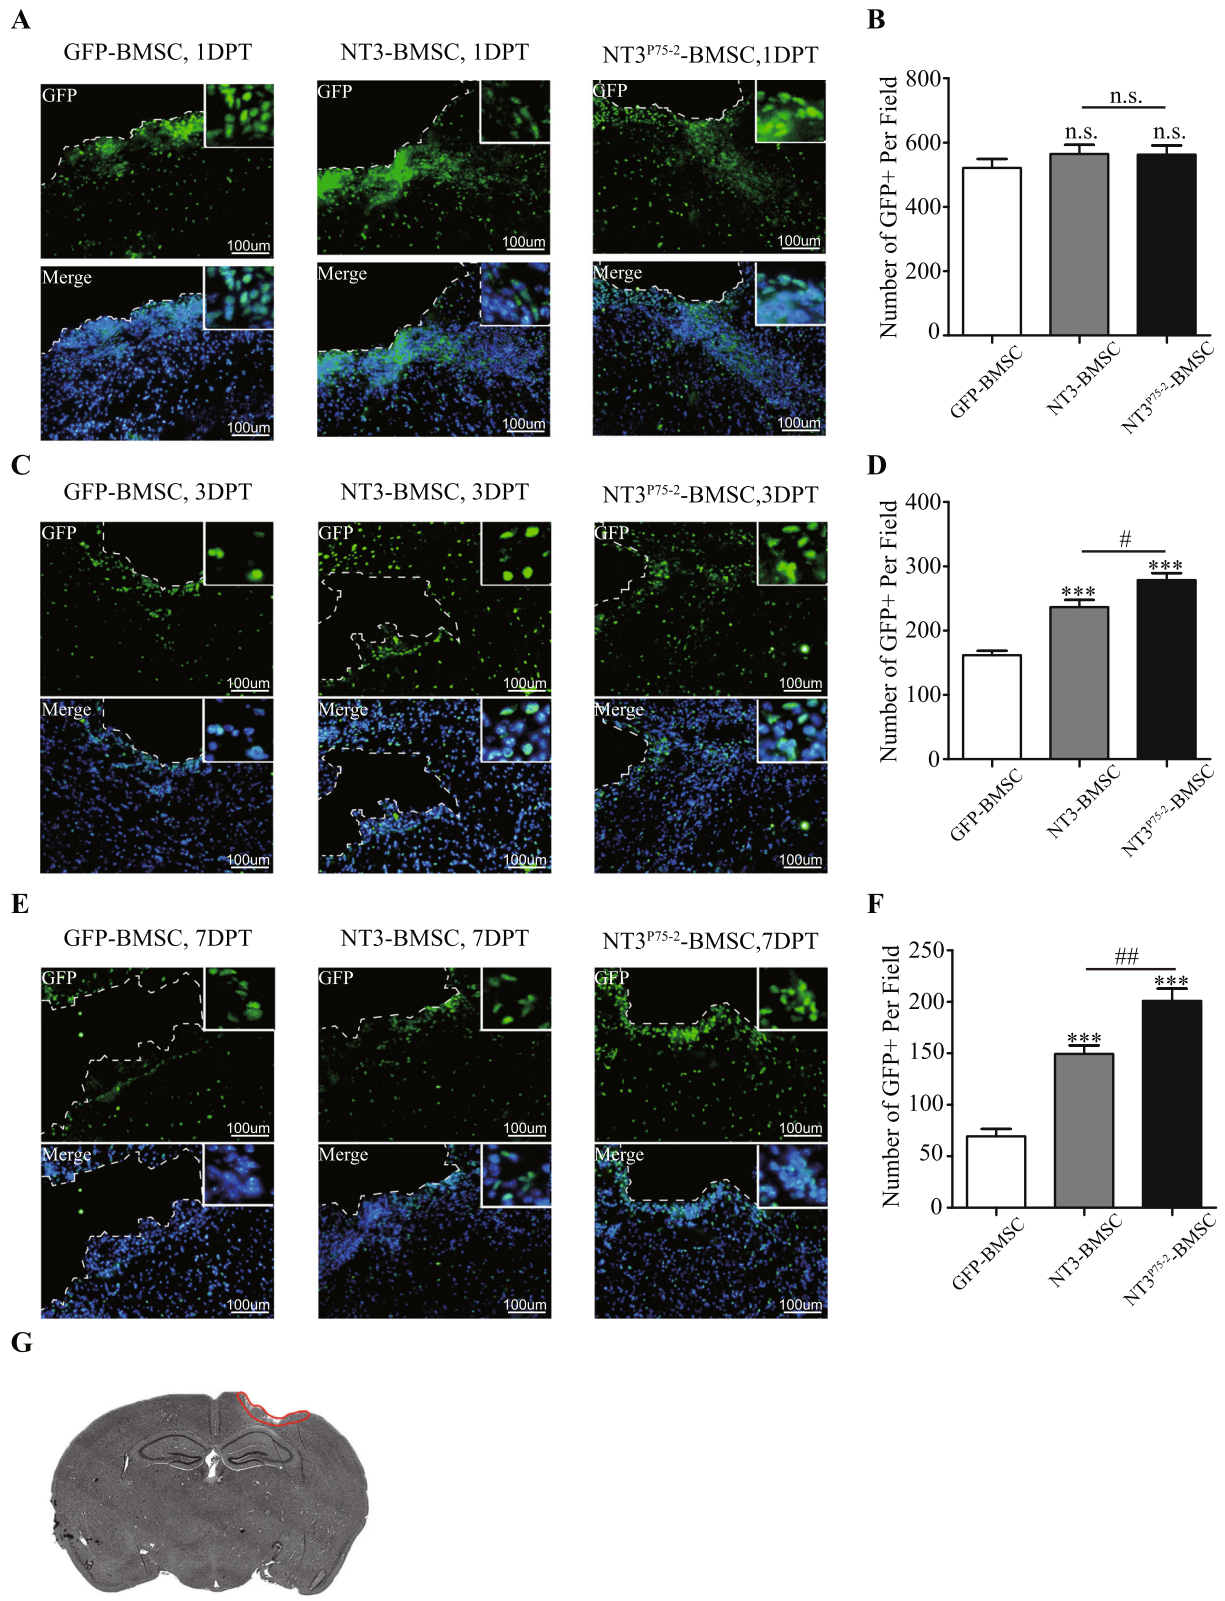 A
GFP-BMSC, 1DPT
NT3-BMSC, 1DPT
NT3P75-2-BMSC,1DPT
GFP
GFP
GFP
100um
100um
100um
Merge
Merge
Merge
100um
100um
100um
B
Number of GFP+ Per Field
800
600
400
200
0
n.s.
n.s.
n.s.
GFP-BMSC
NT3-BMSC
NT3P75-2-BMSC
C
GFP-BMSC, 3DPT
NT3-BMSC, 3DPT
NT3P75-2-BMSC,3DPT
GFP
GFP
GFP
100um
100um
100um
Merge
Merge
Merge
100um
100um
100um
D
Number of GFP+ Per Field
400
300
200
100
0
#
***
***
GFP-BMSC
NT3-BMSC
NT3P75-2-BMSC
E
GFP-BMSC, 7DPT
NT3-BMSC, 7DPT
NT3P75-2-BMSC,7DPT
GFP
GFP
GFP
100um
100um
100um
Merge
Merge
Merge
100um
100um
100um
F
Number of GFP+ Per Field
250
200
150
100
50
0
##
***
***
GFP-BMSC
NT3-BMSC
NT3P75-2-BMSC
G